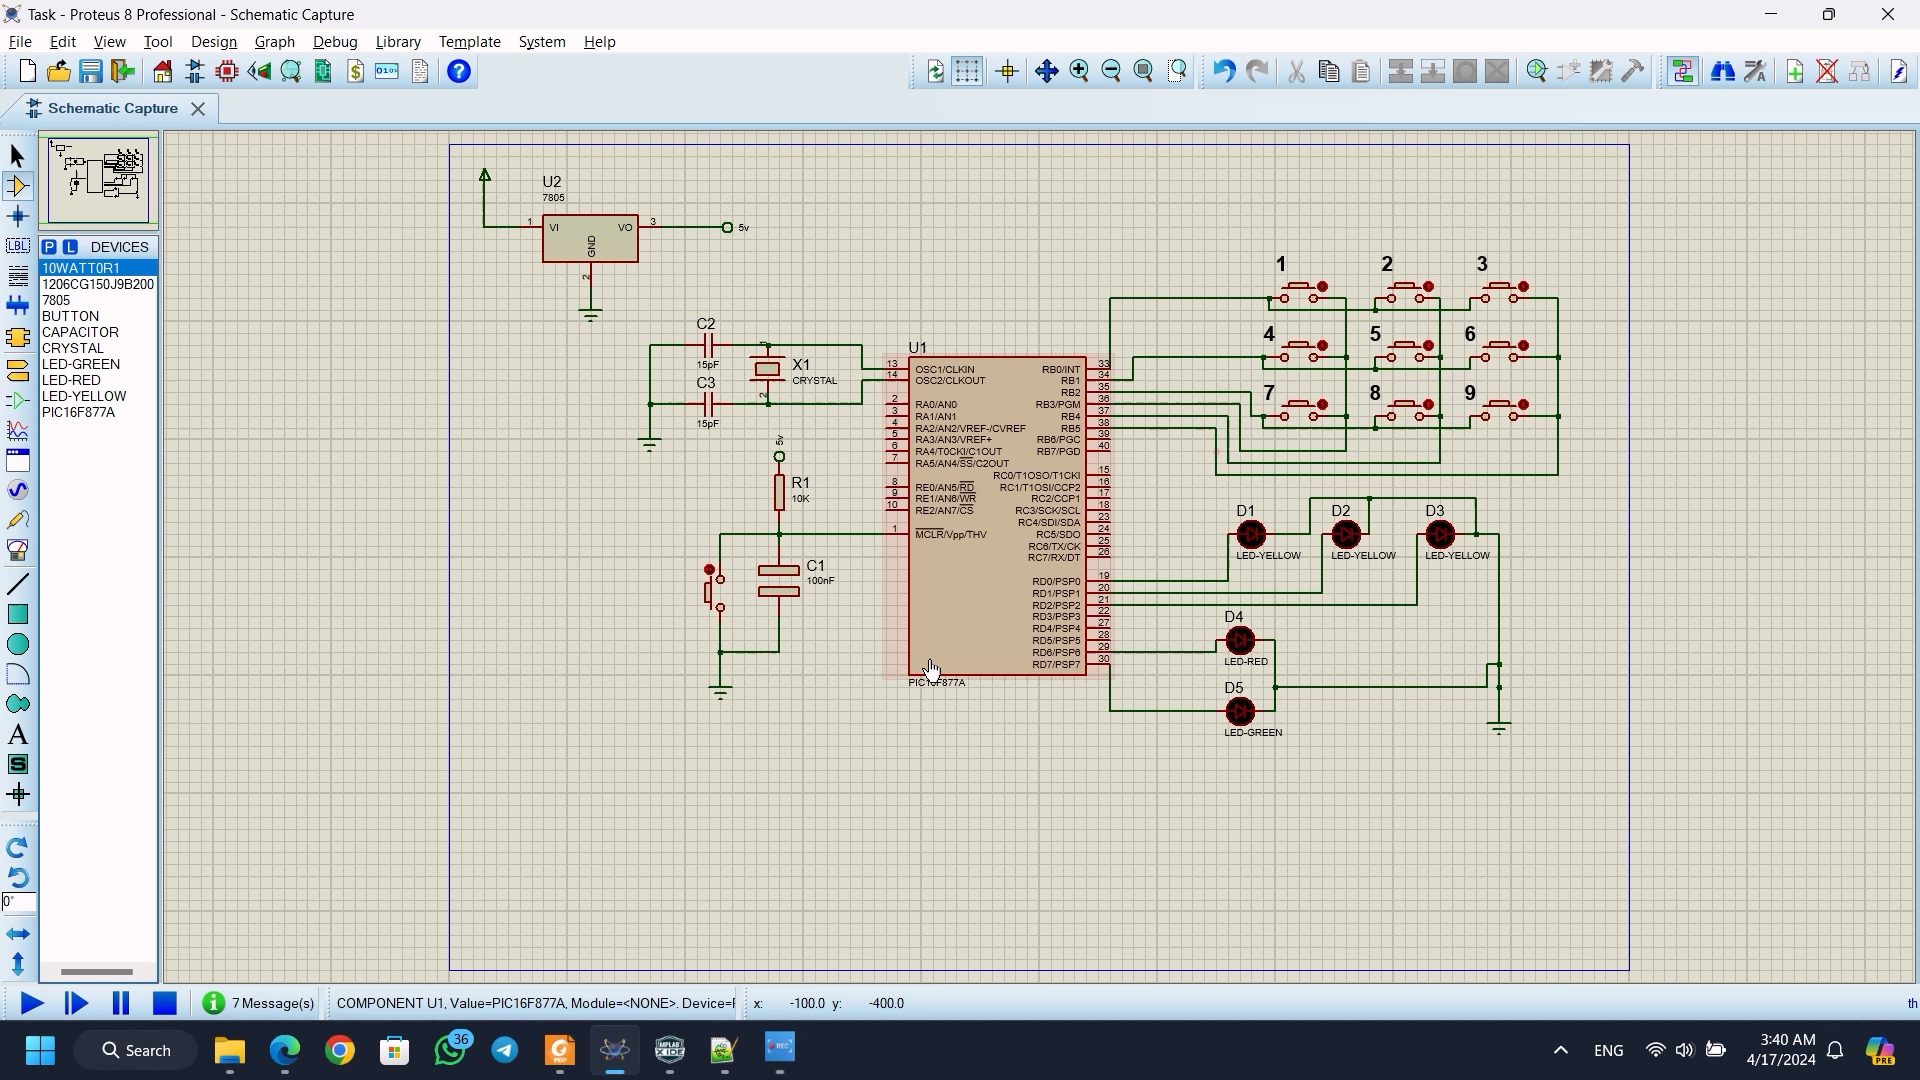 Task - Proteus 8 Professional - Schematic Capture
File Edit View Tool Design Graph Debug Library Template System Help
Schematic Capture
LBL
P L DEVICES
10WATT0R1
1206CG150J9B200
7805
BUTTON
CAPACITOR
CRYSTAL
LED-GREEN
LED-RED
LED-YELLOW
PIC16F877A
A
S
0°
U2
7805
1 VI VO 3 5v
GND
2
1 2 3
4 5 6
7 8 9
C2
15pF
C3
15pF
1
X1
CRYSTAL
2
5v
R1
10K
C1
100nF
U1
13 OSC1/CLKIN
14 OSC2/CLKOUT
2 RA0/AN0
3 RA1/AN1
4 RA2/AN2/VREF-/CVREF
5 RA3/AN3/VREF+
6 RA4/T0CKI/C1OUT
7 RA5/AN4/SS/C2OUT
8 RE0/AN5/RD
9 RE1/AN6/WR
10 RE2/AN7/CS
1 MCLR/Vpp/THV
RB0/INT 33
RB1 34
RB2 35
RB3/PGM 36
RB4 37
RB5 38
RB6/PGC 39
RB7/PGD 40
RC0/T1OSO/T1CKI 15
RC1/T1OSI/CCP2 16
RC2/CCP1 17
RC3/SCK/SCL 18
RC4/SDI/SDA 23
RC5/SDO 24
RC6/TX/CK 25
RC7/RX/DT 26
RD0/PSP0 19
RD1/PSP1 20
RD2/PSP2 21
RD3/PSP3 22
RD4/PSP4 27
RD5/PSP5 28
RD6/PSP6 29
RD7/PSP7 30
PIC16F877A
D1 D2 D3
LED-YELLOW LED-YELLOW LED-YELLOW
D4
LED-RED
D5
LED-GREEN
7 Message(s) COMPONENT U1, Value=PIC16F877A, Module=<NONE>, Device= x: -100.0 y: -400.0 th
Search
36
PDF
MPLAB
X IDE
REC
ENG
3:40 AM
4/17/2024
PRE